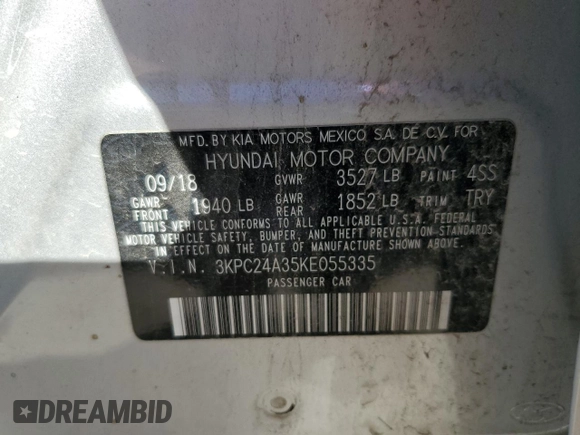 MFD. BY KIA MOTORS MEXICO S.A. DE C.V. FOR
HYUNDAI MOTOR COMPANY
09/18 GVWR 3527 LB PAINT 4SS
GAWR FRONT 1940 LB GAWR REAR 1852 LB TRIM TRY
THIS VEHICLE CONFORMS TO ALL APPLICABLE U.S.A. FEDERAL
MOTOR VEHICLE SAFETY, BUMPER, AND THEFT PREVENTION STANDARDS
IN EFFECT ON THE DATE OF MANUFACTURE SHOWN ABOVE.
V.I.N. 3KPC24A35KE055335
PASSENGER CAR
DREAMBID